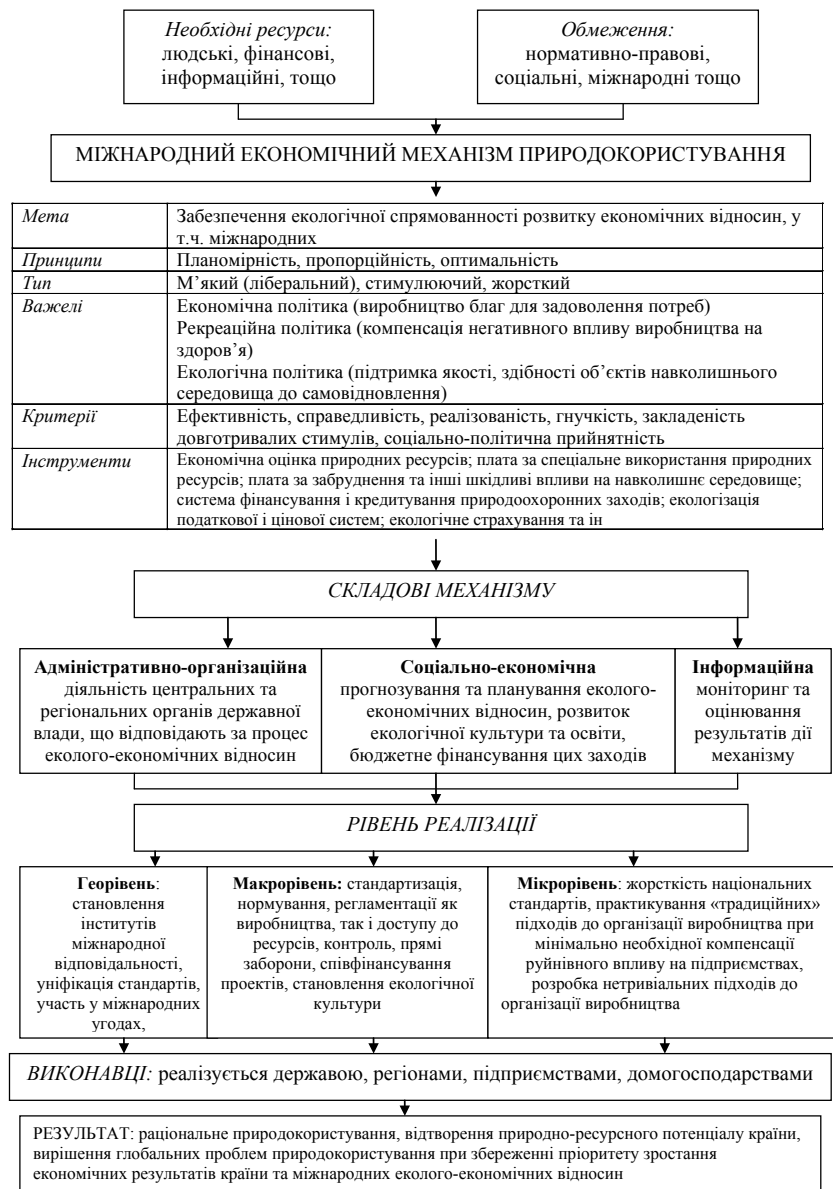 Необхідні ресурси:
людські, фінансові,
інформаційні, тощо
Обмеження:
нормативно-правові,
соціальні, міжнародні тощо
МІЖНАРОДНИЙ ЕКОНОМІЧНИЙ МЕХАНІЗМ ПРИРОДОКОРИСТУВАННЯ
Мета Забезпечення екологічної спрямованості розвитку економічних відносин, у
т.ч. міжнародних
Принципи Планомірність, пропорційність, оптимальність
Тип М’який (ліберальний), стимулюючий, жорсткий
Важелі Економічна політика (виробництво благ для задоволення потреб)
Рекреаційна політика (компенсація негативного впливу виробництва на
здоров’я)
Екологічна політика (підтримка якості, здібності об’єктів навколишнього
середовища до самовідновлення)
Критерії Ефективність, справедливість, реалізованість, гнучкість, закладеність
довготривалих стимулів, соціально-політична прийнятність
Інструменти Економічна оцінка природних ресурсів; плата за спеціальне використання природних
ресурсів; плата за забруднення та інші шкідливі впливи на навколишнє середовище;
система фінансування і кредитування природоохоронних заходів; екологізація
податкової і цінової систем; екологічне страхування та ін
СКЛАДОВІ МЕХАНІЗМУ
Адміністративно-організаційна
діяльність центральних та
регіональних органів державної
влади, що відповідають за процес
еколого-економічних відносин
Соціально-економічна
прогнозування та планування еколого-
економічних відносин, розвиток
екологічної культури та освіти,
бюджетне фінансування цих заходів
Інформаційна
моніторинг та
оцінювання
результатів дії
механізму
РІВЕНЬ РЕАЛІЗАЦІЇ
Георівень:
становлення
інститутів
міжнародної
відповідальності,
уніфікація стандартів,
участь у міжнародних
угодах,
Макрорівень: стандартизація,
нормування, регламентації як
виробництва, так і доступу до
ресурсів, контроль, прямі
заборони, співфінансування
проектів, становлення екологічної
культури
Мікрорівень: жорсткість національних
стандартів, практикування «традиційних»
підходів до організації виробництва при
мінімально необхідної компенсації
руйнівного впливу на підприємствах,
розробка нетривіальних підходів до
організації виробництва
ВИКОНАВЦІ: реалізується державою, регіонами, підприємствами, домогосподарствами
РЕЗУЛЬТАТ: раціональне природокористування, відтворення природно-ресурсного потенціалу країни,
вирішення глобальних проблем природокористування при збереженні пріоритету зростання
економічних результатів країни та міжнародних еколого-економічних відносин